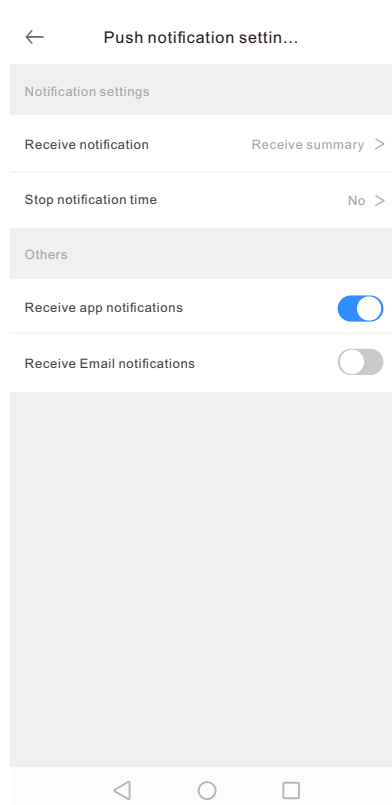 Push notification settin...
Notification settings
Receive notification Receive summary >
Stop notification time No >
Others
Receive app notifications
Receive Email notifications